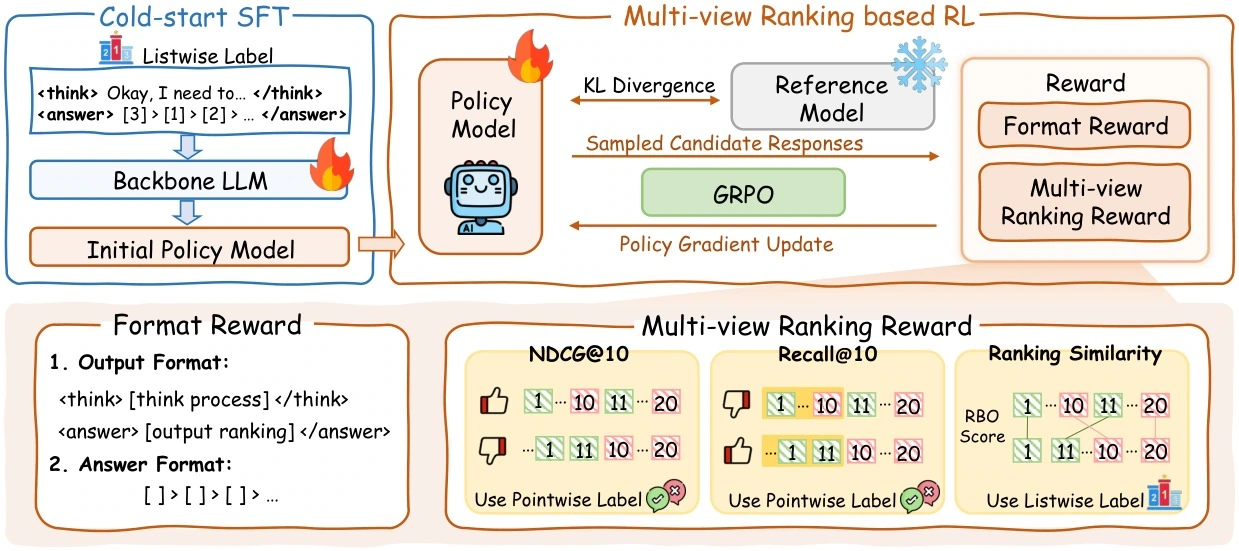 Cold-start SFT
Listwise Label
<think> Okay, I need to... </think>
<answer> [3] > [1] > [2] > ... </answer>
Backbone LLM
Initial Policy Model
Multi-view Ranking based RL
Policy
Model
AI
KL Divergence
Reference
Model
Sampled Candidate Responses
GRPO
Policy Gradient Update
Reward
Format Reward
Multi-view
Ranking Reward
Format Reward
1. Output Format:
<think> [think process] </think>
<answer> [output ranking] </answer>
2. Answer Format:
[ ] > [ ] > [ ] > ...
Multi-view Ranking Reward
NDCG@10
1 ... 10 11 ... 20
... 1 11 10 ... 20
Use Pointwise Label
Recall@10
1 ... 10 11 ... 20
... 1 11 10 ... 20
Use Pointwise Label
Ranking Similarity
RBO
Score
1 ... 10 11 ... 20
1 11 ... 10 ... 20
Use Listwise Label